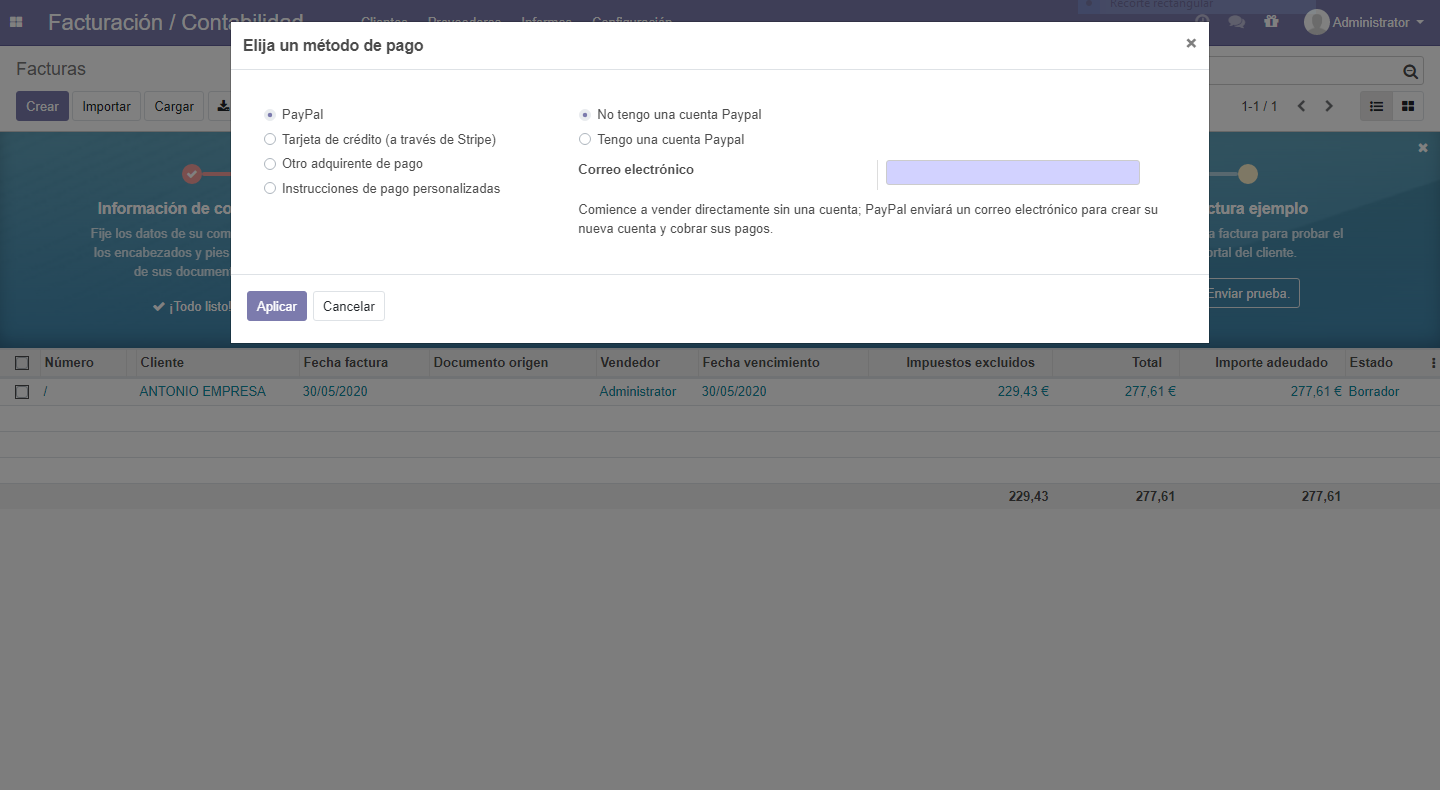 Facturación / Contabilidad
Clientes
Proveedores
Informes
Configuración
Recorte rectangular
Administrator
Elija un método de pago
Facturas
Crear
Importar
Cargar
1-1 / 1
PayPal
Tarjeta de crédito (a través de Stripe)
Otro adquirente de pago
Instrucciones de pago personalizadas
No tengo una cuenta Paypal
Tengo una cuenta Paypal
Correo electrónico
Comience a vender directamente sin una cuenta; PayPal enviará un correo electrónico para crear su
nueva cuenta y cobrar sus pagos.
Aplicar
Cancelar
Información de co
Fije los datos de su com
los encabezados y pies
de sus document
¡Todo listo!
ctura ejemplo
a factura para probar el
ortal del cliente.
Enviar prueba.
Número Cliente Fecha factura Documento origen Vendedor Fecha vencimiento Impuestos excluidos Total Importe adeudado Estado
/ ANTONIO EMPRESA 30/05/2020 Administrator 30/05/2020 229,43 € 277,61 € 277,61 € Borrador
229,43 277,61 277,61